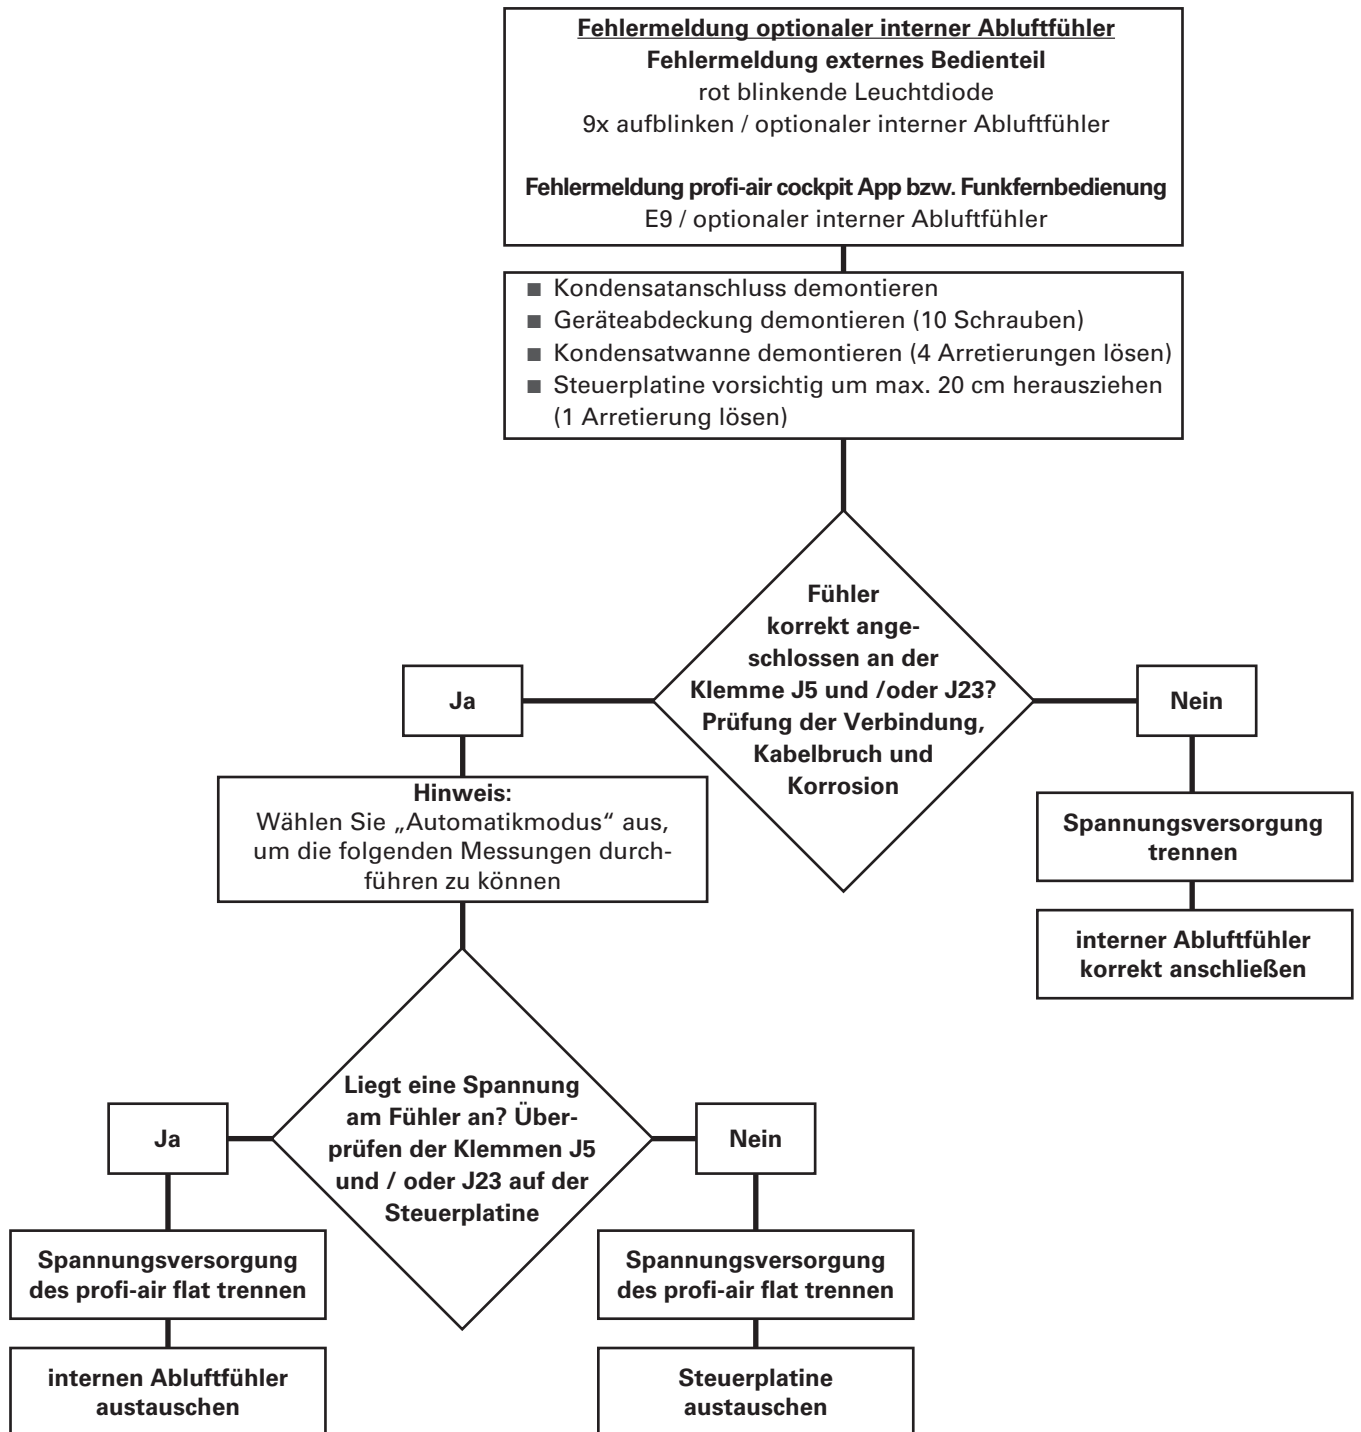 Fehlermeldung optionaler interner Abluftfühler
Fehlermeldung externes Bedienteil
rot blinkende Leuchtdiode
9x aufblinken / optionaler interner Abluftfühler
Fehlermeldung profi-air cockpit App bzw. Funkfernbedienung
E9 / optionaler interner Abluftfühler
■ Kondensatanschluss demontieren
■ Geräteabdeckung demontieren (10 Schrauben)
■ Kondensatwanne demontieren (4 Arretierungen lösen)
■ Steuerplatine vorsichtig um max. 20 cm herausziehen
(1 Arretierung lösen)
Fühler
korrekt ange-
schlossen an der
Klemme J5 und /oder J23?
Prüfung der Verbindung,
Kabelbruch und
Korrosion
Ja
Nein
Hinweis:
Wählen Sie „Automatikmodus“ aus,
um die folgenden Messungen durch-
führen zu können
Spannungsversorgung
trennen
interner Abluftfühler
korrekt anschließen
Liegt eine Spannung
am Fühler an? Über-
prüfen der Klemmen J5
und / oder J23 auf der
Steuerplatine
Ja
Nein
Spannungsversorgung
des profi-air flat trennen
internen Abluftfühler
austauschen
Spannungsversorgung
des profi-air flat trennen
Steuerplatine
austauschen